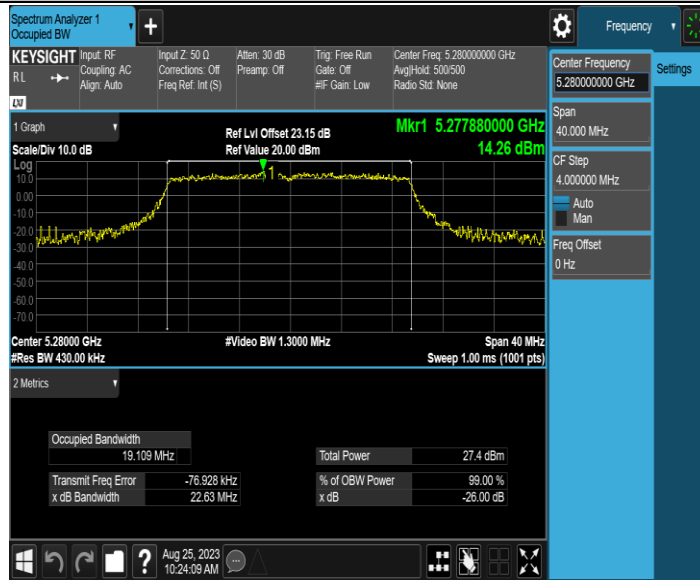 Spectrum Analyzer 1
Occupied BW
Frequency
KEYSIGHT
RL
LXI
Input: RF
Coupling: AC
Align: Auto
Input Z: 50 Ω
Corrections: Off
Freq Ref: Int (S)
Atten: 30 dB
Preamp: Off
Trig: Free Run
Gate: Off
#IF Gain: Low
Center Freq: 5.280000000 GHz
Avg|Hold: 500/500
Radio Std: None
Center Frequency
5.280000000 GHz
Settings
Span
40.000 MHz
CF Step
4.000000 MHz
Auto
Man
Freq Offset
0 Hz
1 Graph
Scale/Div 10.0 dB
Ref Lvl Offset 23.15 dB
Ref Value 20.00 dBm
Mkr1 5.277880000 GHz
14.26 dBm
Log
10.0
0.00
-10.0
-20.0
-30.0
-40.0
-50.0
-60.0
-70.0
1
Center 5.28000 GHz
#Res BW 430.00 kHz
#Video BW 1.3000 MHz
Span 40 MHz
Sweep 1.00 ms (1001 pts)
2 Metrics
Occupied Bandwidth
19.109 MHz
Total Power 27.4 dBm
Transmit Freq Error -76.928 kHz
% of OBW Power 99.00 %
x dB Bandwidth 22.63 MHz
x dB -26.00 dB
?
Aug 25, 2023
10:24:09 AM